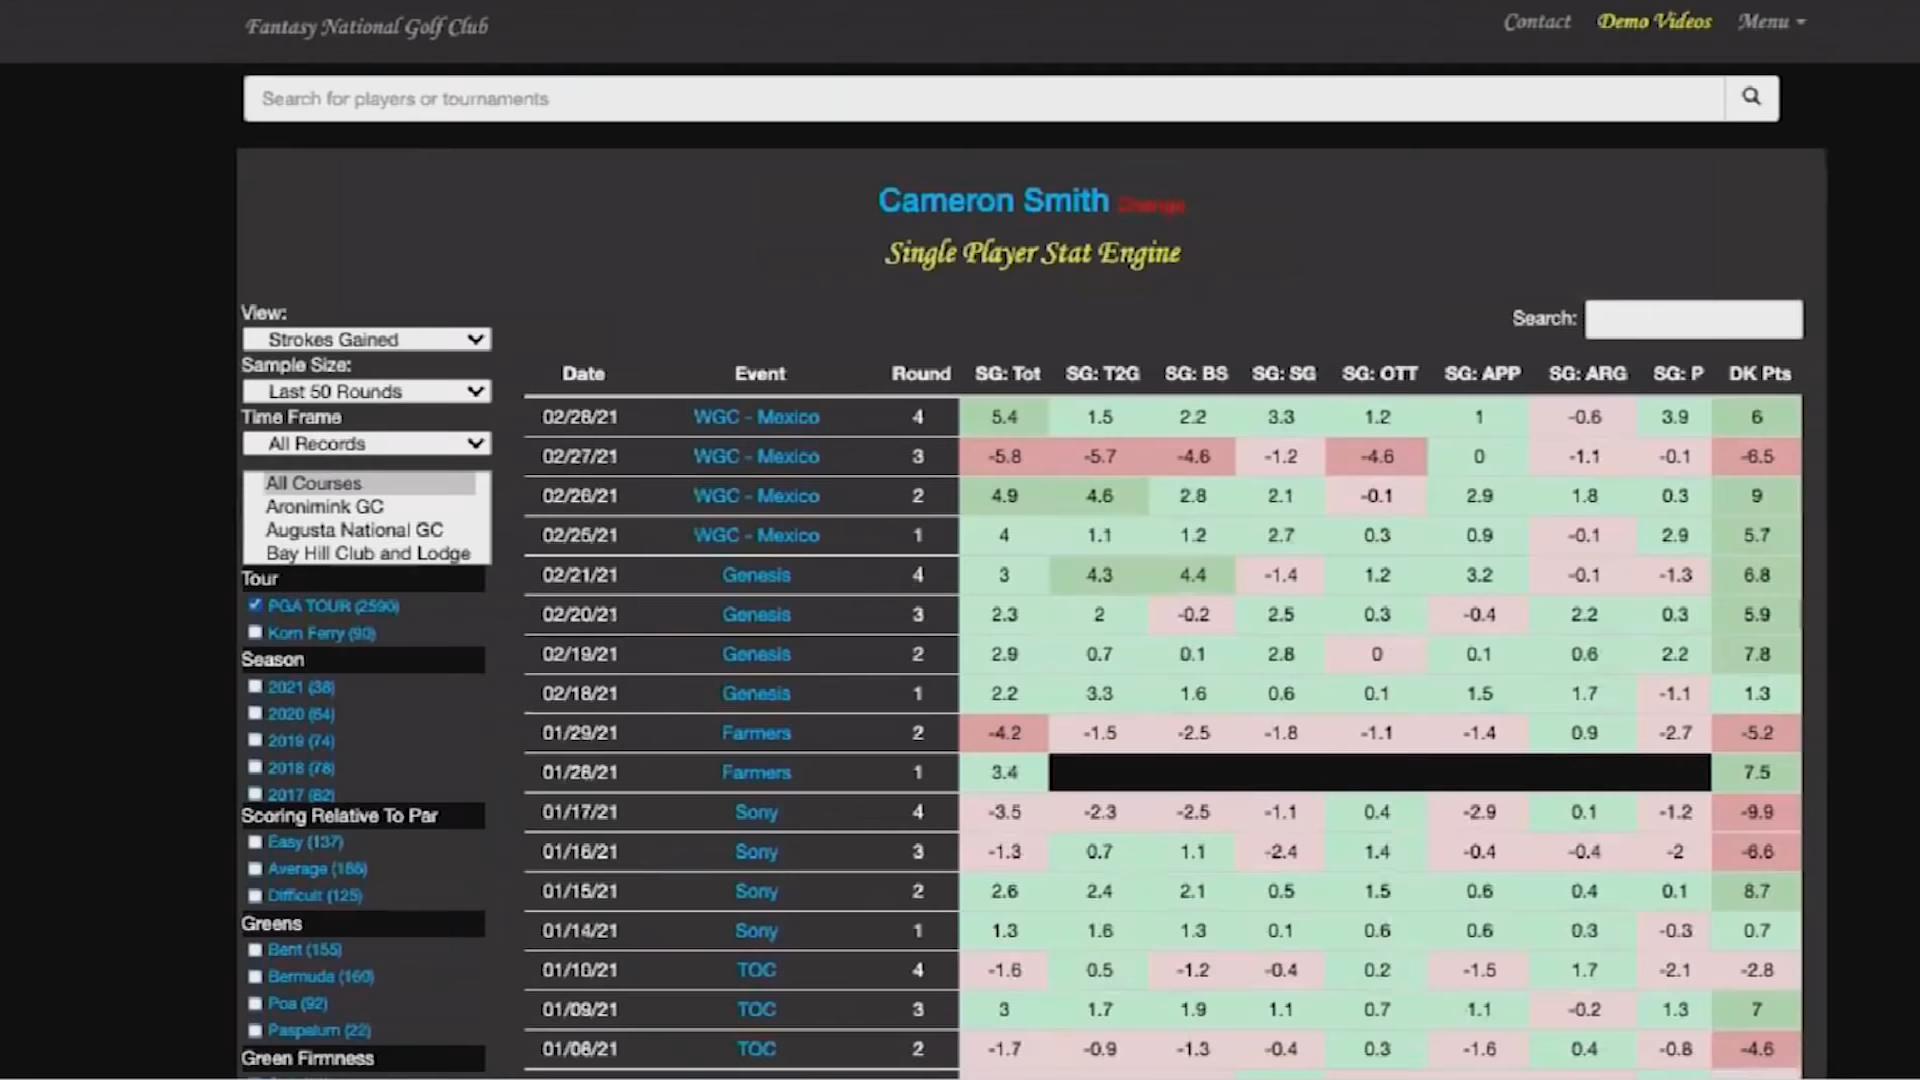 Fantasy National Golf Club
Contact Demo Videos Menu
Search for players or tournaments
Cameron Smith Change
Single Player Stat Engine
View:
Strokes Gained
Sample Size:
Last 50 Rounds
Time Frame
All Records
All Courses
Aronimink GC
Augusta National GC
Bay Hill Club and Lodge
Tour
PGA TOUR (2590)
Korn Ferry (90)
Season
2021 (38)
2020 (64)
2019 (74)
2018 (78)
2017 (82)
Scoring Relative To Par
Easy (137)
Average (186)
Difficult (125)
Greens
Bent (155)
Bermuda (160)
Poa (92)
Paspalum (22)
Green Firmness
Search:
Date Event Round SG: Tot SG: T2G SG: BS SG: SG SG: OTT SG: APP SG: ARG SG: P DK Pts
02/28/21 WGC - Mexico 4 5.4 1.5 2.2 3.3 1.2 1 -0.6 3.9 6
02/27/21 WGC - Mexico 3 -5.8 -5.7 -4.6 -1.2 -4.6 0 -1.1 -0.1 -6.5
02/26/21 WGC - Mexico 2 4.9 4.6 2.8 2.1 -0.1 2.9 1.8 0.3 9
02/25/21 WGC - Mexico 1 4 1.1 1.2 2.7 0.3 0.9 -0.1 2.9 5.7
02/21/21 Genesis 4 3 4.3 4.4 -1.4 1.2 3.2 -0.1 -1.3 6.8
02/20/21 Genesis 3 2.3 2 -0.2 2.5 0.3 -0.4 2.2 0.3 5.9
02/19/21 Genesis 2 2.9 0.7 0.1 2.8 0 0.1 0.6 2.2 7.8
02/18/21 Genesis 1 2.2 3.3 1.6 0.6 0.1 1.5 1.7 -1.1 1.3
01/29/21 Farmers 2 -4.2 -1.5 -2.5 -1.8 -1.1 -1.4 0.9 -2.7 -5.2
01/28/21 Farmers 1 3.4 7.5
01/17/21 Sony 4 -3.5 -2.3 -2.5 -1.1 0.4 -2.9 0.1 -1.2 -9.9
01/16/21 Sony 3 -1.3 0.7 1.1 -2.4 1.4 -0.4 -0.4 -2 -6.6
01/15/21 Sony 2 2.6 2.4 2.1 0.5 1.5 0.6 0.4 0.1 8.7
01/14/21 Sony 1 1.3 1.6 1.3 0.1 0.6 0.6 0.3 -0.3 0.7
01/10/21 TOC 4 -1.6 0.5 -1.2 -0.4 0.2 -1.5 1.7 -2.1 -2.8
01/09/21 TOC 3 3 1.7 1.9 1.1 0.7 1.1 -0.2 1.3 7
01/08/21 TOC 2 -1.7 -0.9 -1.3 -0.4 0.3 -1.6 0.4 -0.8 -4.6